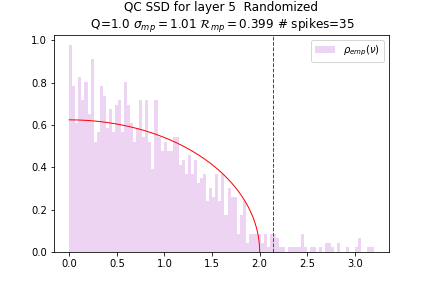 QC SSD for layer 5 Randomized
Q=1.0 σ_mp = 1.01 ℛ_mp = 0.399 # spikes=35
ρ_emp(ν)
1.0
0.8
0.6
0.4
0.2
0.0
0.0 0.5 1.0 1.5 2.0 2.5 3.0